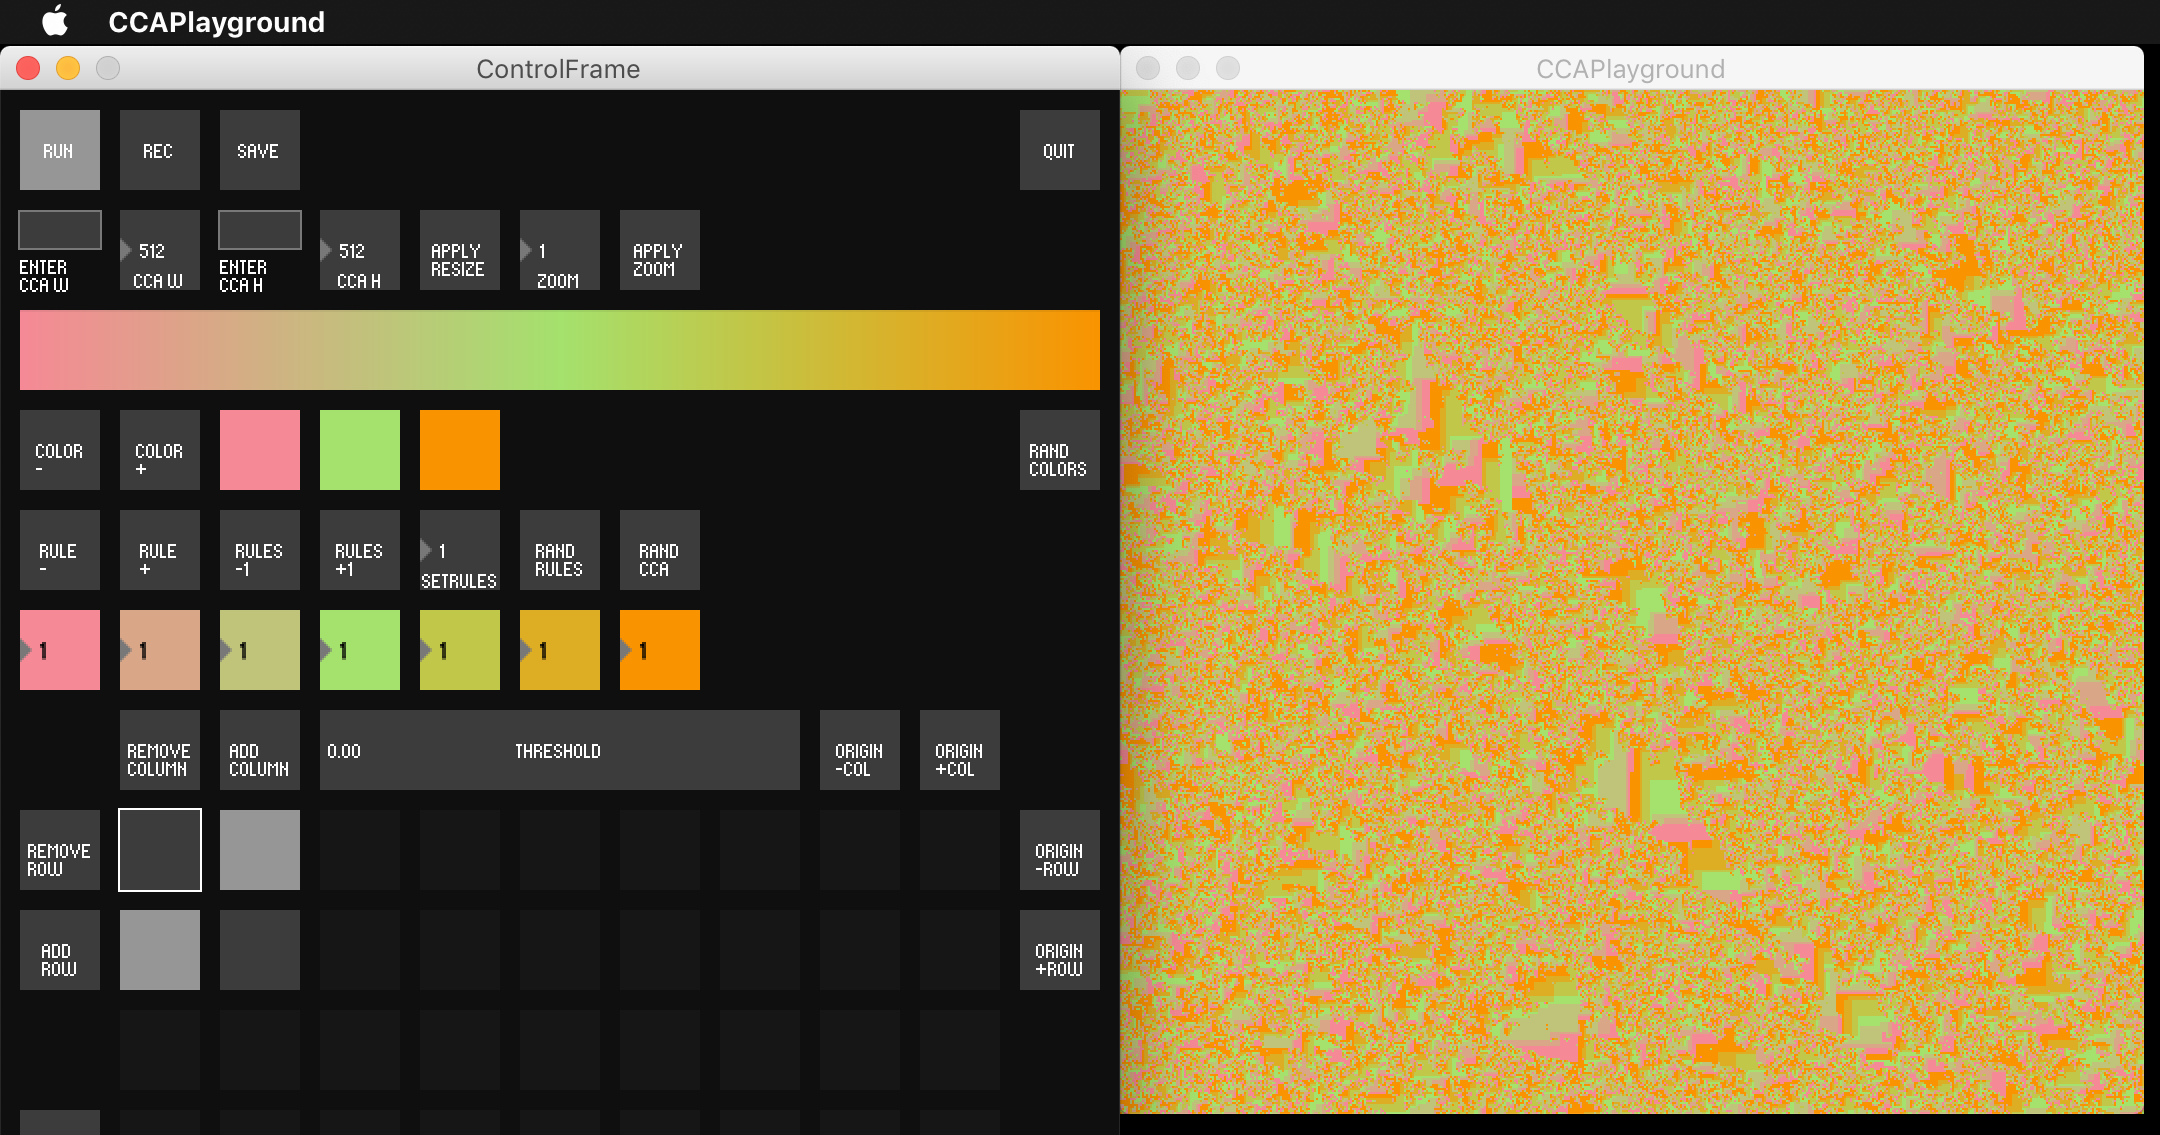 CCAPlayground
ControlFrame
CCAPlayground
RUN
REC
SAVE
QUIT
ENTER
CCA W
512
CCA W
ENTER
CCA H
512
CCA H
APPLY
RESIZE
1
ZOOM
APPLY
ZOOM
COLOR
-
COLOR
+
RAND
COLORS
RULE
-
RULE
+
RULES
-1
RULES
+1
1
SETRULES
RAND
RULES
RAND
CCA
1
1
1
1
1
1
1
REMOVE
COLUMN
ADD
COLUMN
0.00 THRESHOLD
ORIGIN
-COL
ORIGIN
+COL
REMOVE
ROW
ORIGIN
-ROW
ADD
ROW
ORIGIN
+ROW